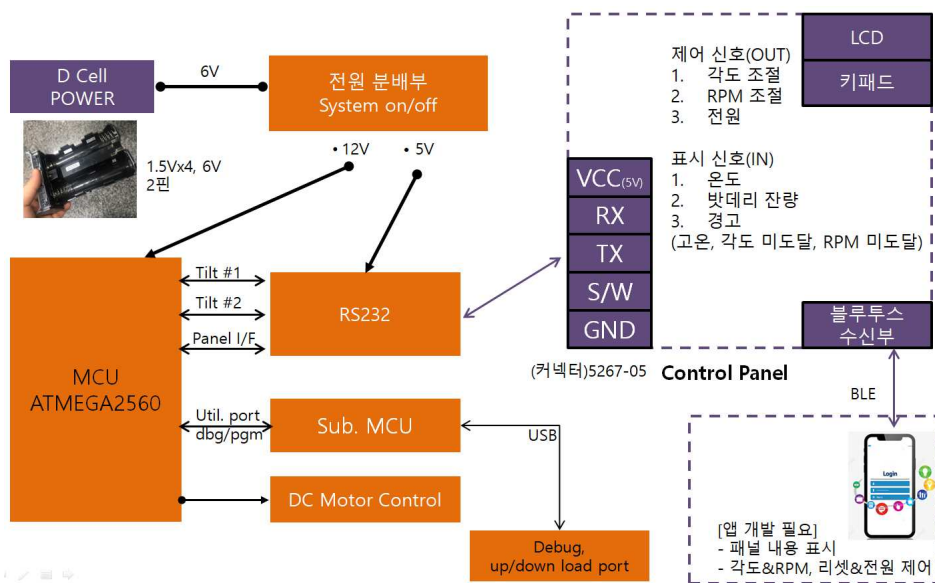 D Cell
POWER
6V
전원 분배부
System on/off
1.5Vx4, 6V
2핀
• 12V
• 5V
MCU
ATMEGA2560
Tilt #1
Tilt #2
Panel I/F
RS232
Util. port
dbg/pgm
Sub. MCU
USB
DC Motor Control
Debug,
up/down load port
LCD
키패드
제어 신호(OUT)
1. 각도 조절
2. RPM 조절
3. 전원
표시 신호(IN)
1. 온도
2. 밧데리 잔량
3. 경고
(고온, 각도 미도달, RPM 미도달)
VCC(5V)
RX
TX
S/W
GND
(커넥터)5267-05
Control Panel
블루투스
수신부
BLE
Login
[앱 개발 필요]
- 패널 내용 표시
- 각도&RPM, 리셋&전원 제어